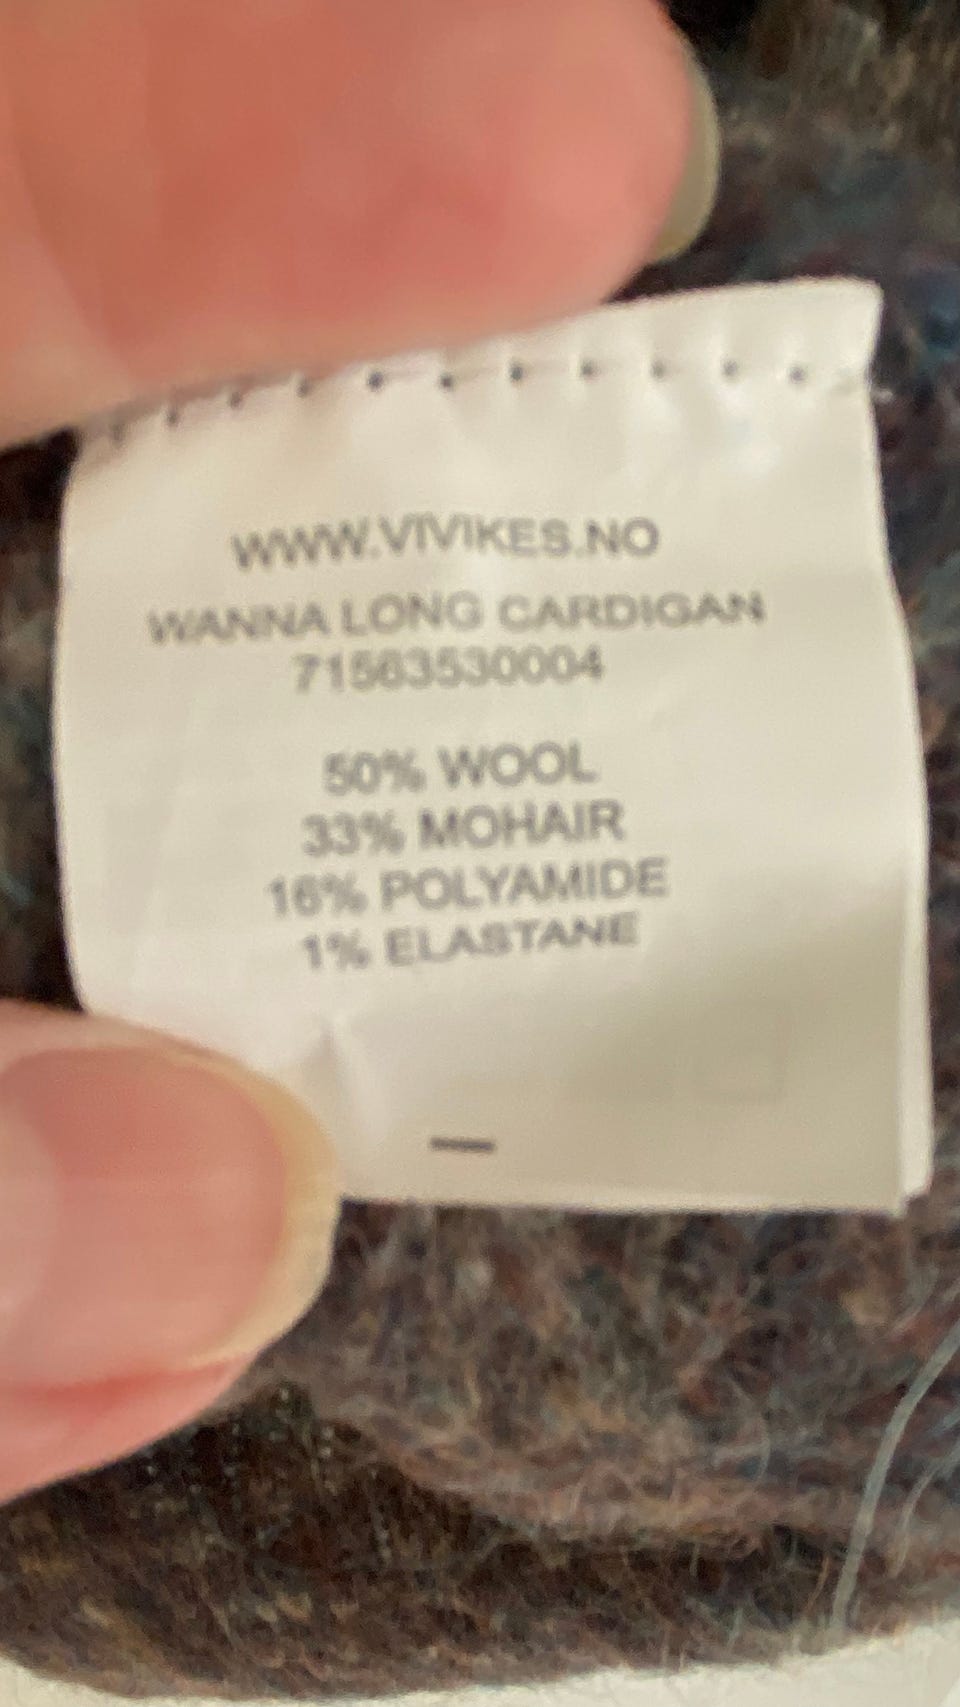 WWW.VIVIKES.NO
WANNA LONG CARDIGAN
71563530004
50% WOOL
33% MOHAIR
16% POLYAMIDE
1% ELASTANE